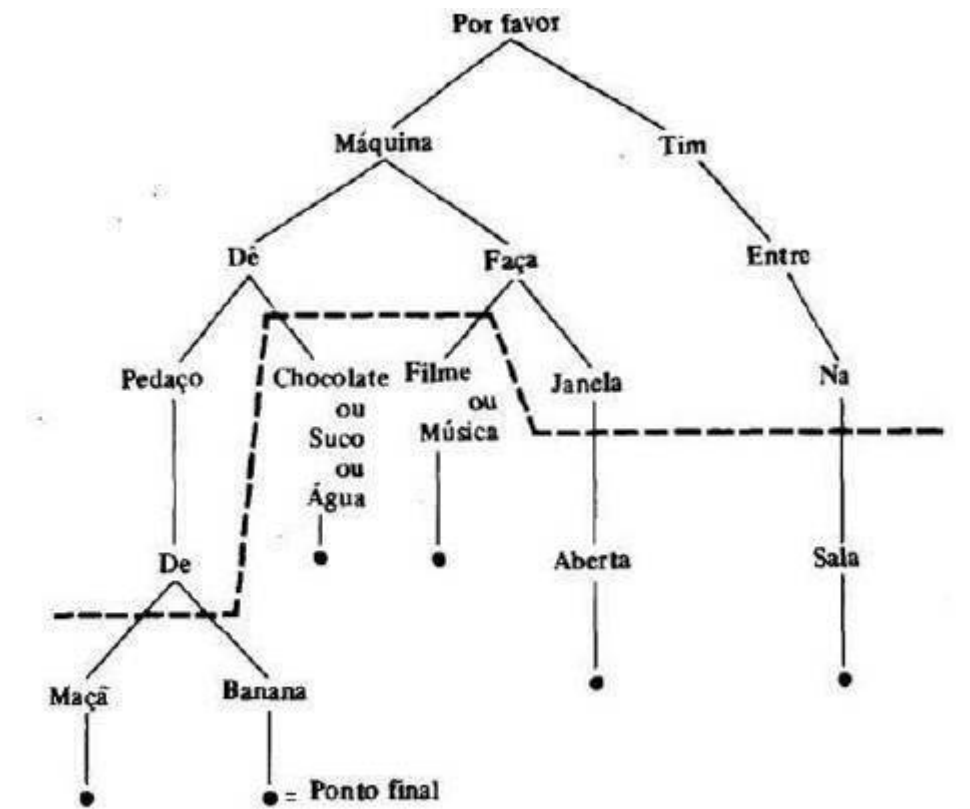 Por favor
Máquina
Tim
Dê
Faça
Entre
Pedaço
Chocolate
ou
Suco
ou
Água
Filme
ou
Música
Janela
Na
De
Aberta
Sala
Maçã
Banana
= Ponto final